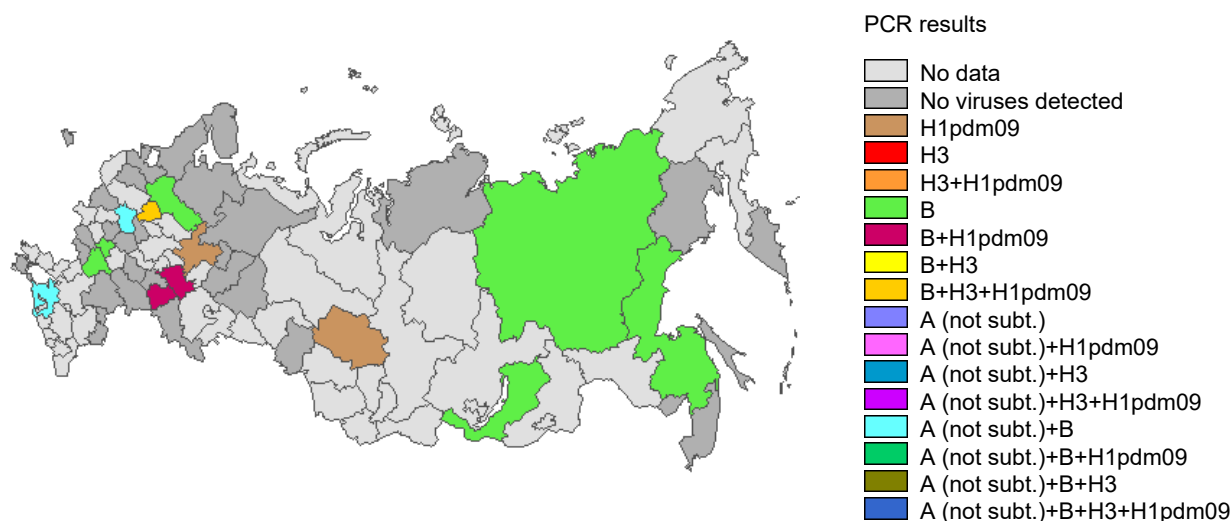 PCR results
No data
No viruses detected
H1pdm09
H3
H3+H1pdm09
B
B+H1pdm09
B+H3
B+H3+H1pdm09
A (not subt.)
A (not subt.)+H1pdm09
A (not subt.)+H3
A (not subt.)+H3+H1pdm09
A (not subt.)+B
A (not subt.)+B+H1pdm09
A (not subt.)+B+H3
A (not subt.)+B+H3+H1pdm09